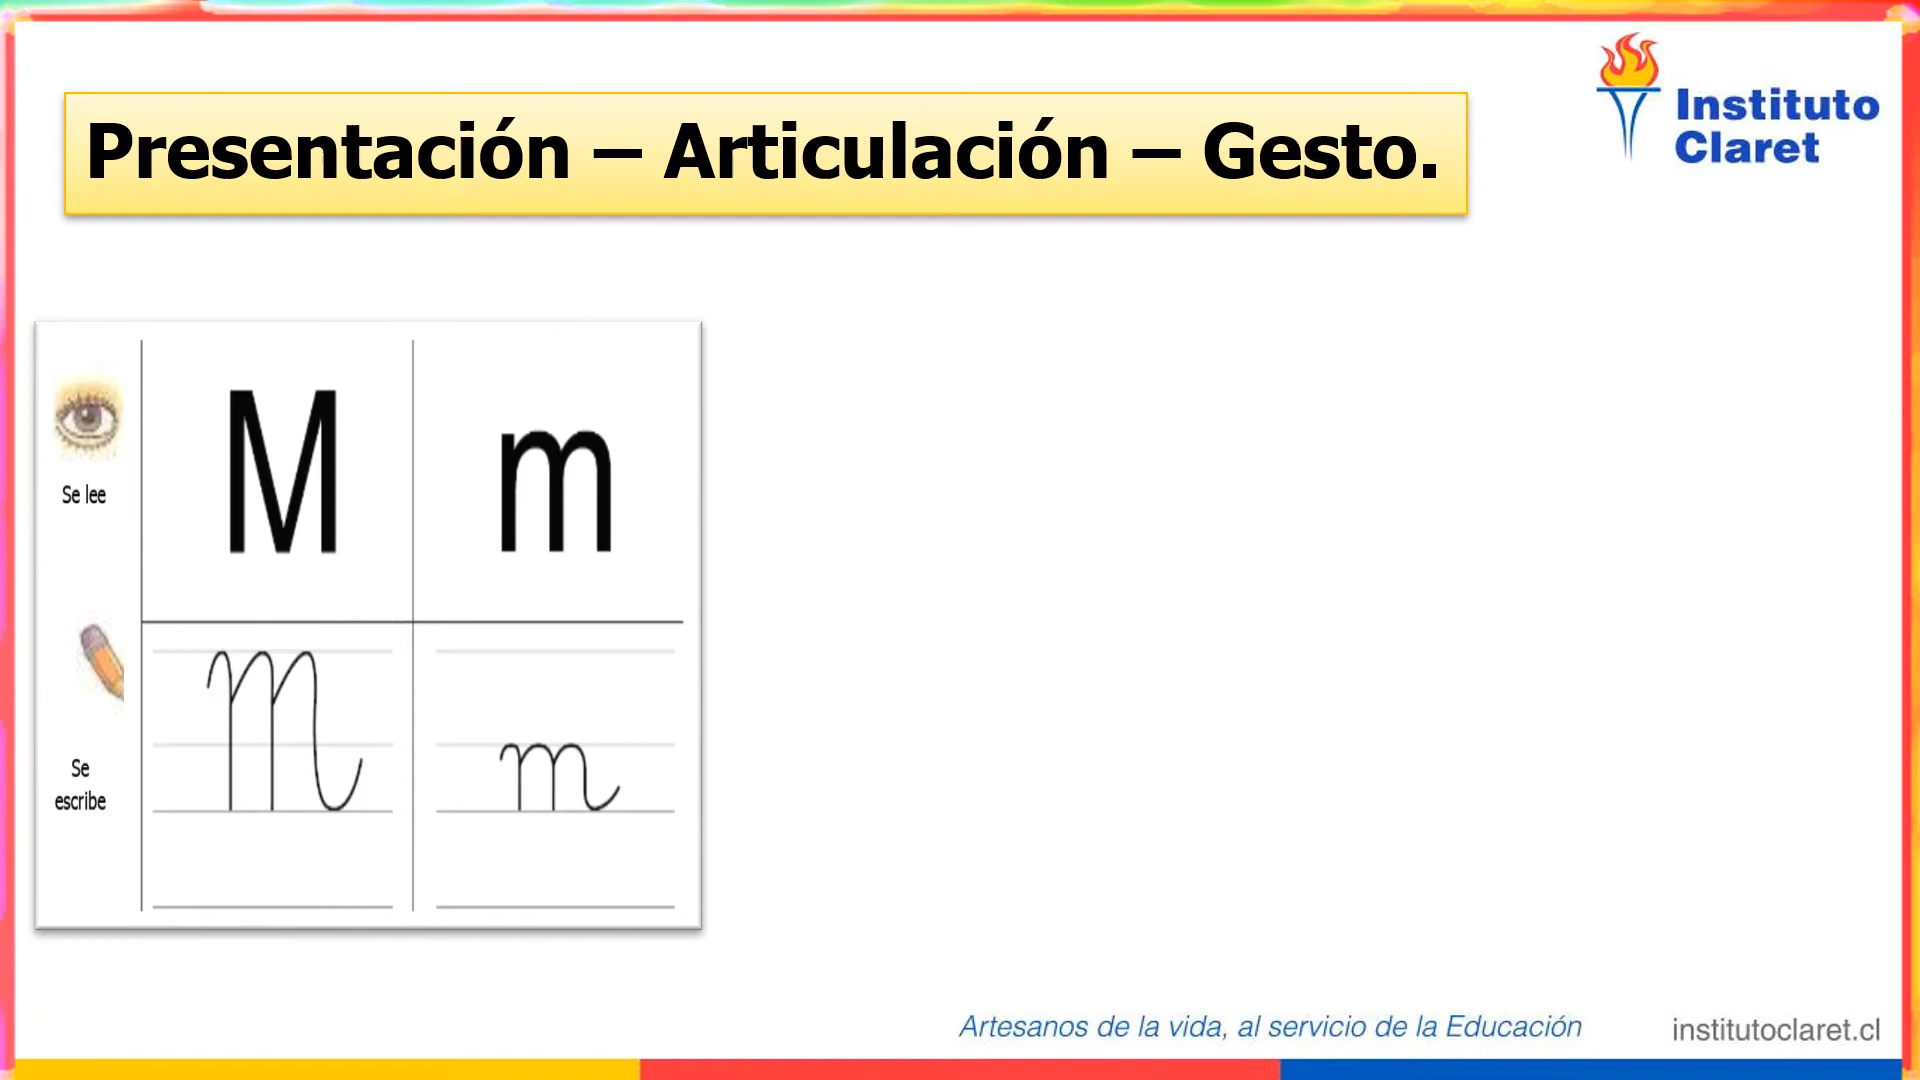 Instituto
Claret
Presentación – Articulación – Gesto.
Se lee
M m
Se
escribe
M m
Artesanos de la vida, al servicio de la Educación
institutoclaret.cl